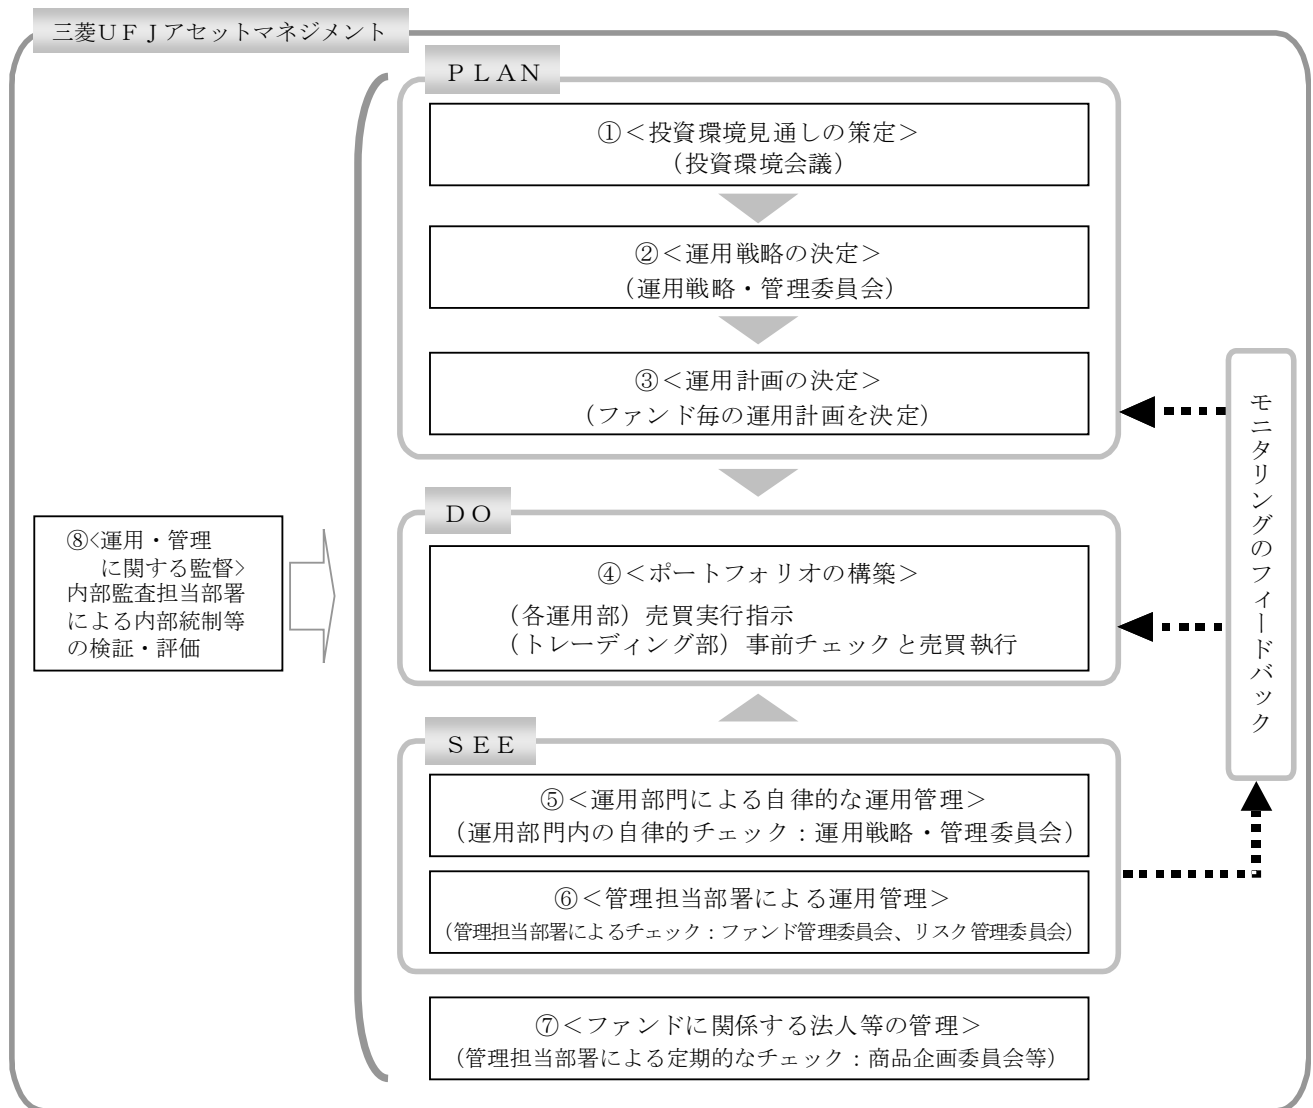 三菱ＵＦＪアセットマネジメント
ＰＬＡＮ
①＜投資環境見通しの策定＞
（投資環境会議）
②＜運用戦略の決定＞
（運用戦略・管理委員会）
③＜運用計画の決定＞
（ファンド毎の運用計画を決定）
ＤＯ
④＜ポートフォリオの構築＞
（各運用部）売買実行指示
（トレーディング部）事前チェックと売買執行
ＳＥＥ
⑤＜運用部門による自律的な運用管理＞
（運用部門内の自律的チェック：運用戦略・管理委員会）
⑥＜管理担当部署による運用管理＞
（管理担当部署によるチェック：ファンド管理委員会、リスク管理委員会）
⑦＜ファンドに関係する法人等の管理＞
（管理担当部署による定期的なチェック：商品企画委員会等）
⑧<運用・管理
に関する監督>
内部監査担当部署
による内部統制等
の検証・評価
モニタリングのフィードバック